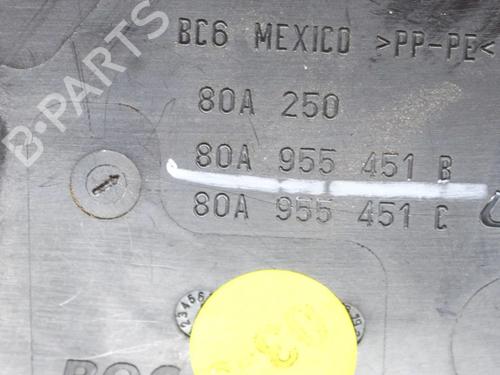 BC6 MEXICO >PP-PE<
80A 250
80A 955 451 B
80A 955 451 C
B-PARTS